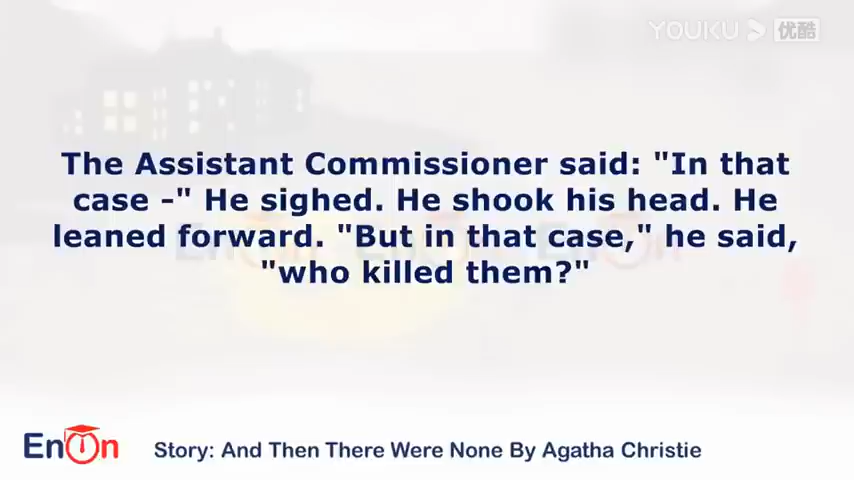 YOUKU 优酷
The Assistant Commissioner said: "In that
case -" He sighed. He shook his head. He
leaned forward. "But in that case," he said,
"who killed them?"
EnOn
Story: And Then There Were None By Agatha Christie